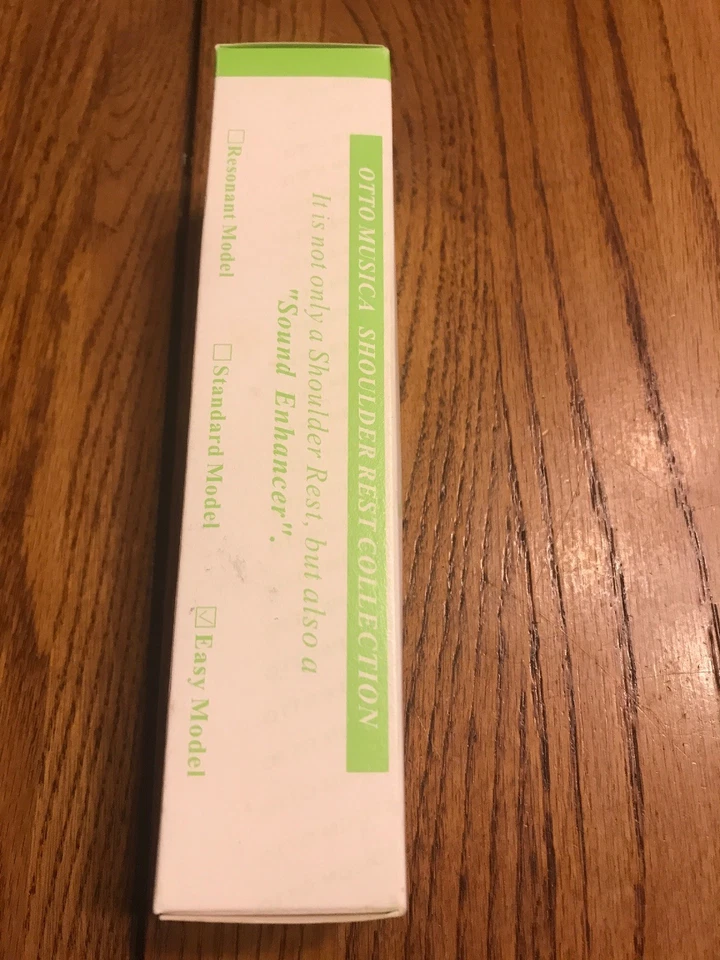 OTTO MUSICA SHOULDER REST COLLECTION
It is not only a Shoulder Rest, but also a
"Sound Enhancer".
☐Resonant Model ☐Standard Model ☑Easy Model